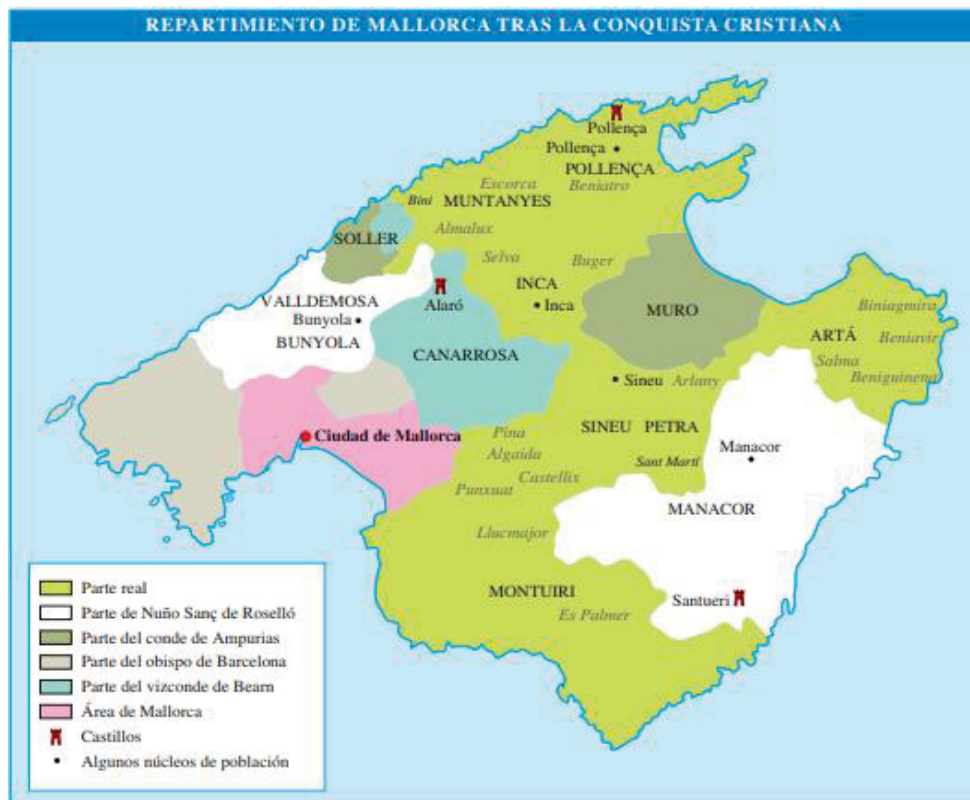 REPARTIMIENTO DE MALLORCA TRAS LA CONQUISTA CRISTIANA
Pollença
Pollença
POLLENÇA
Escorca
Beniatro
Bini
MUNTANYES
Almalux
SOLLER
Selva
Buger
INCA
Inca
Alaró
MURO
VALLDEMOSA
Bunyola
BUNYOLA
CANARROSA
Biniagmira
ARTÁ
Beniavir
Salma
Beniguinena
Sineu
Arlany
SINEU
PETRA
Ciudad de Mallorca
Pina
Algaida
Sant Martí
Manacor
Castellix
Punxuat
MANACOR
Llucmajor
MONTUIRI
Santueri
Es Palmer
Parte real
Parte de Nuño Sanç de Roselló
Parte del conde de Ampurias
Parte del obispo de Barcelona
Parte del vizconde de Bearn
Área de Mallorca
Castillos
Algunos núcleos de población